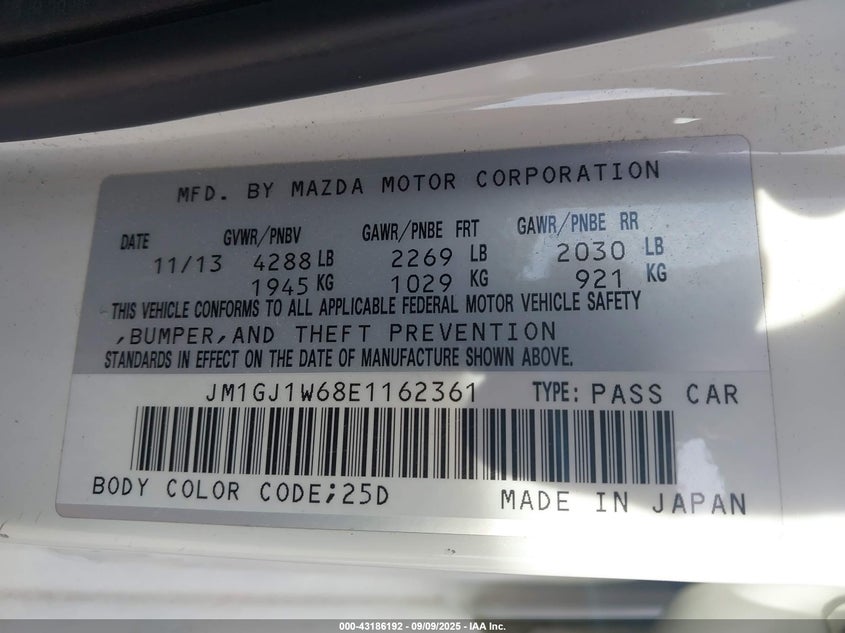 MFD. BY MAZDA MOTOR CORPORATION
DATE GVWR/PNBV GAWR/PNBE FRT GAWR/PNBE RR
11/13 4288 LB 2269 LB 2030 LB
1945 KG 1029 KG 921 KG
THIS VEHICLE CONFORMS TO ALL APPLICABLE FEDERAL MOTOR VEHICLE SAFETY
,BUMPER,AND THEFT PREVENTION
STANDARDS IN EFFECT ON THE DATE OF MANUFACTURE SHOWN ABOVE.
JM1GJ1W68E1162361 TYPE: PASS CAR
BODY COLOR CODE;25D MADE IN JAPAN
000-43186192 - 09/09/2025 - IAA Inc.